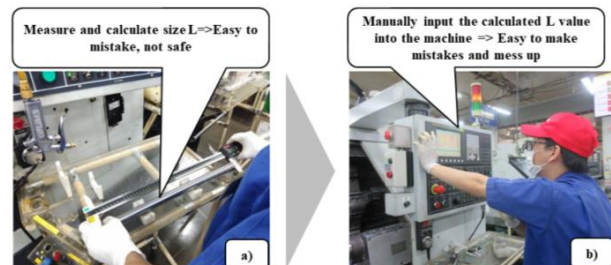 Measure and calculate size L=>Easy to
mistake, not safe
a)
Manually input the calculated L value
into the machine => Easy to make
mistakes and mess up
b)